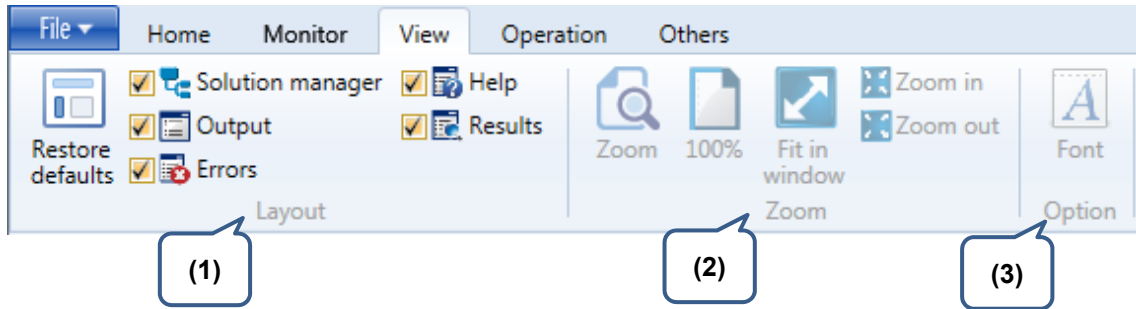 File
Home
Monitor
View
Operation
Others
Restore
defaults
Solution manager
Output
Errors
Help
Results
Layout
Zoom
100%
Fit in
window
Zoom in
Zoom out
Zoom
Font
Option
(1)
(2)
(3)